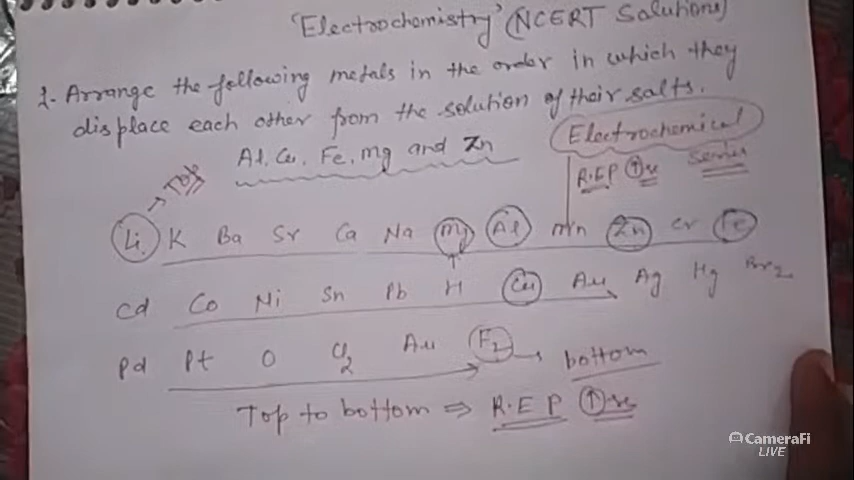 'Electrochemistry' (NCERT Solutions)
1- Arrange the following metals in the order in which they
displace each other from the solution of their salts.
Al, Cu, Fe, Mg and Zn
Electrochemical
series
R.E.P ↑se
→ Top
Li K Ba Sr Ca Na Mg Al Mn Zn Cr Fe
Cd Co Ni Sn Pb H Cu Au Ag Hg Br2
Pd Pt O Cl2 Au F2 → bottom
Top to bottom ⇒ R.E.P ↑se
CameraFi
LIVE